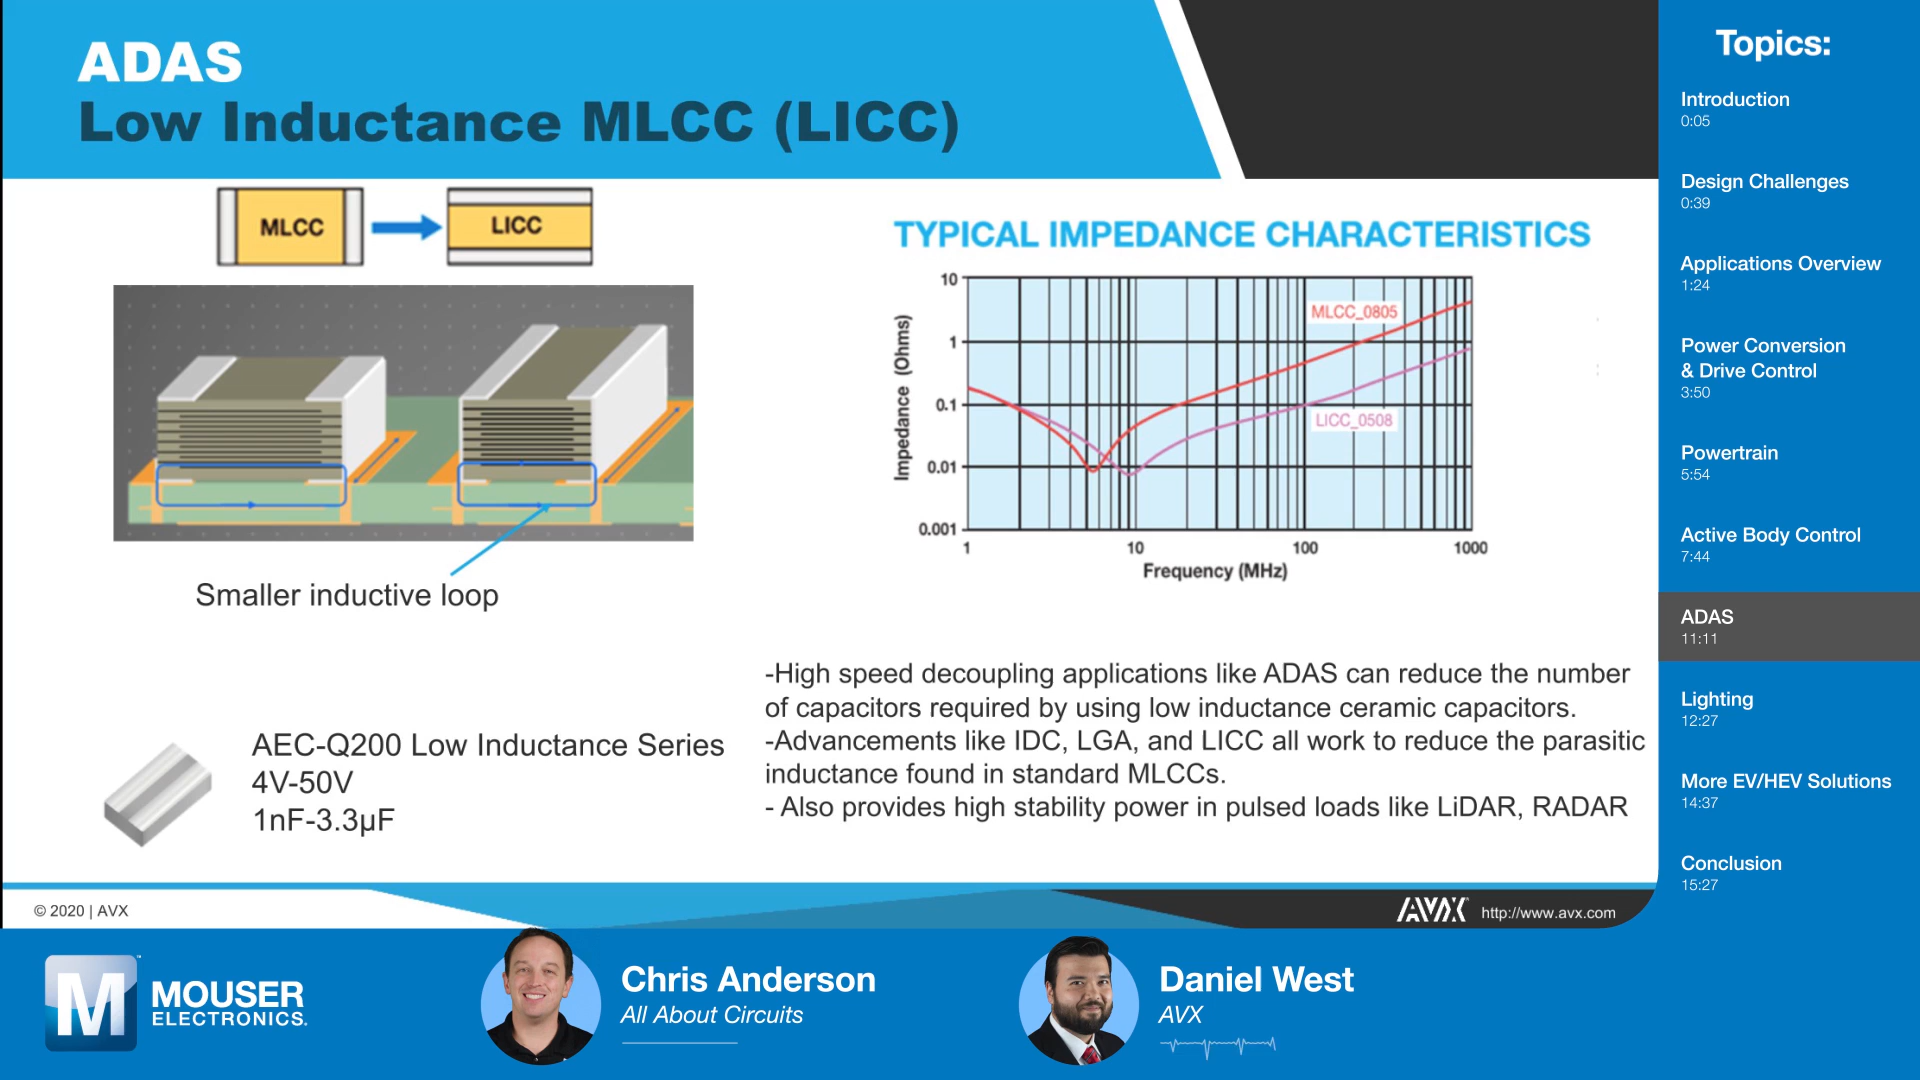 ADAS
Low Inductance MLCC (LICC)
MLCC
LICC
Smaller inductive loop
AEC-Q200 Low Inductance Series
4V-50V
1nF-3.3µF
TYPICAL IMPEDANCE CHARACTERISTICS
Impedance (Ohms)
10
1
0.1
0.01
0.001
MLCC_0805
LICC_0508
1
10
100
1000
Frequency (MHz)
-High speed decoupling applications like ADAS can reduce the number
of capacitors required by using low inductance ceramic capacitors.
-Advancements like IDC, LGA, and LICC all work to reduce the parasitic
inductance found in standard MLCCs.
- Also provides high stability power in pulsed loads like LiDAR, RADAR
© 2020 | AVX
AVX
http://www.avx.com
Topics:
Introduction
0:05
Design Challenges
0:39
Applications Overview
1:24
Power Conversion
& Drive Control
3:50
Powertrain
5:54
Active Body Control
7:44
ADAS
11:11
Lighting
12:27
More EV/HEV Solutions
14:37
Conclusion
15:27
M
MOUSER
ELECTRONICS.
Chris Anderson
All About Circuits
Daniel West
AVX